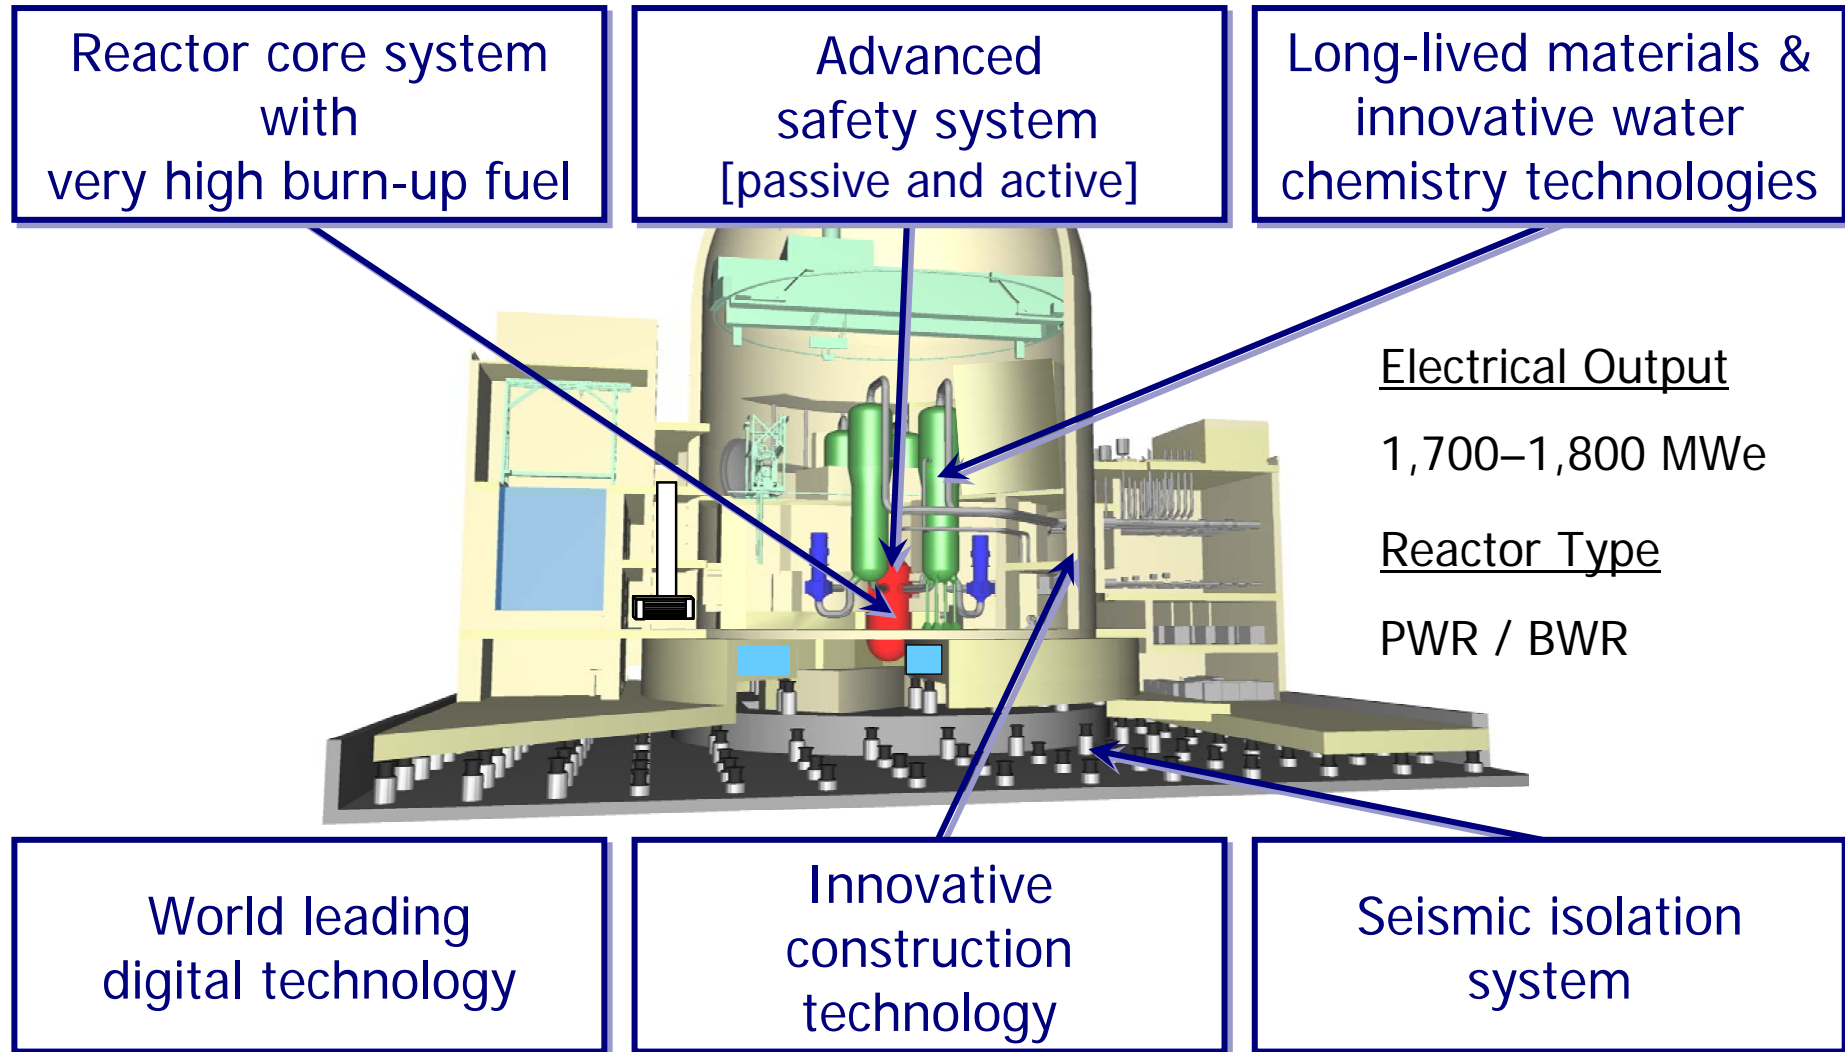 Reactor core system
with
very high burn-up fuel
Advanced
safety system
[passive and active]
Long-lived materials &
innovative water
chemistry technologies
Electrical Output
1,700–1,800 MWe
Reactor Type
PWR / BWR
World leading
digital technology
Innovative
construction
technology
Seismic isolation
system